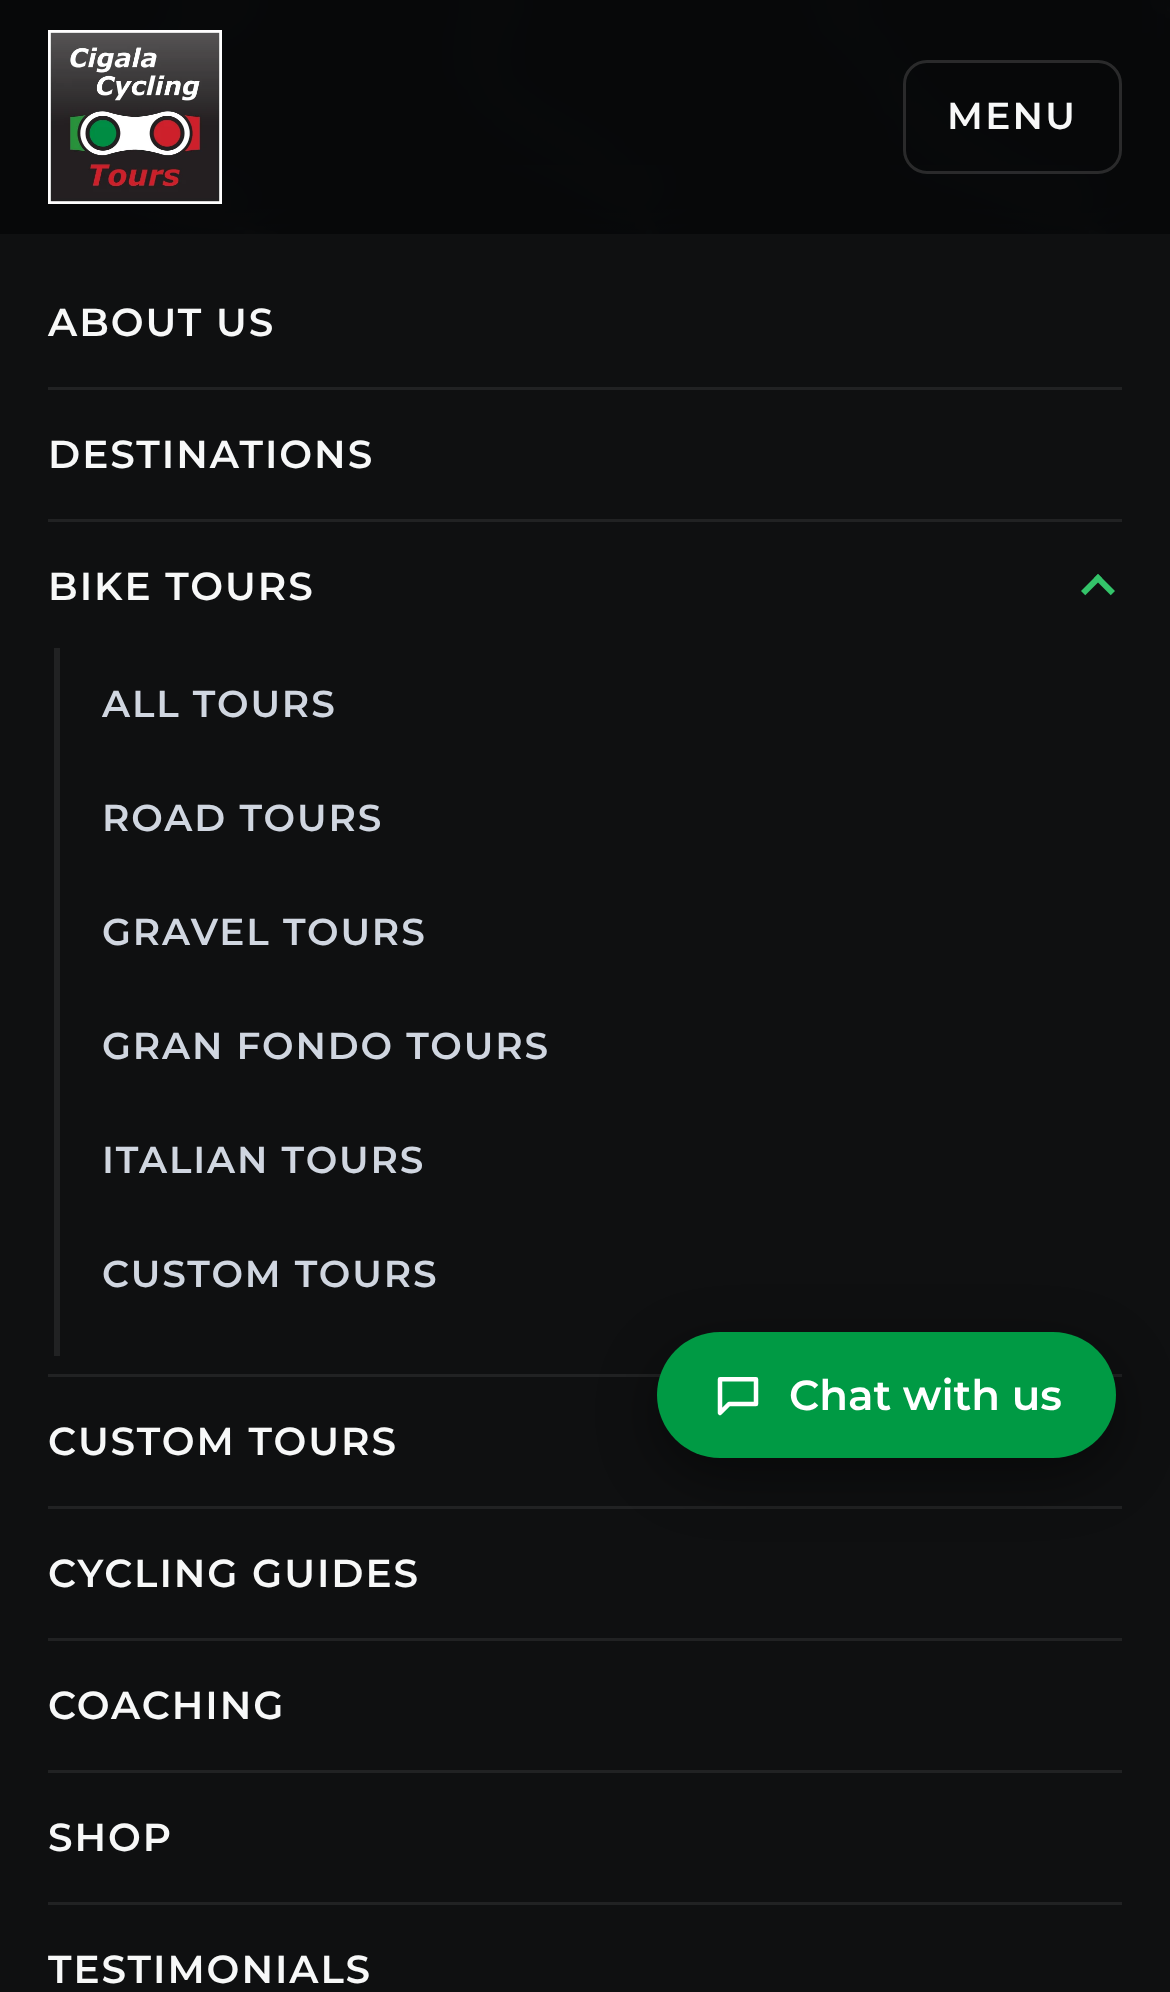 Cigala
Cycling
Tours
MENU
ABOUT US
DESTINATIONS
BIKE TOURS
ALL TOURS
ROAD TOURS
GRAVEL TOURS
GRAN FONDO TOURS
ITALIAN TOURS
CUSTOM TOURS
Chat with us
CUSTOM TOURS
CYCLING GUIDES
COACHING
SHOP
TESTIMONIALS